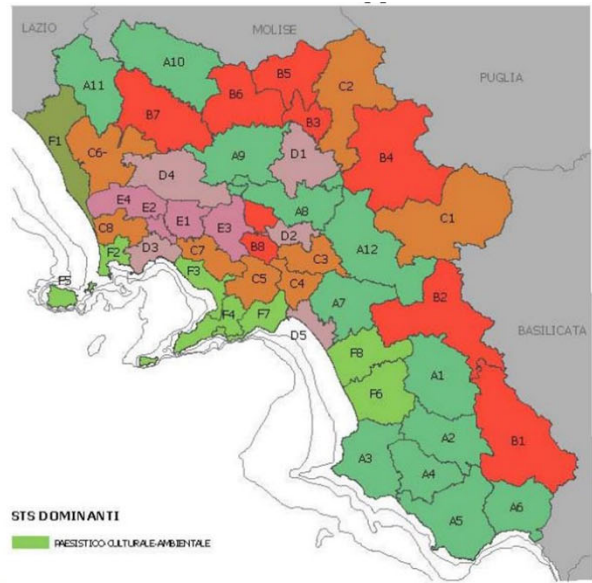 LAZIO
MOLISE
PUGLIA
BASILICATA
A10
A11
B5
C2
B7
B6
B3
F1
C6-
A9
D1
B4
D4
E4
E2
E1
E3
A8
C1
C8
F2
D3
C7
B8
D2
C3
A12
F5
F3
C5
C4
B2
F4
F7
A7
D5
F8
A1
F6
A2
B1
A3
A4
A5
A6
STS DOMINANTI
PAESISTICO-CULTURALE-AMBIENTALE